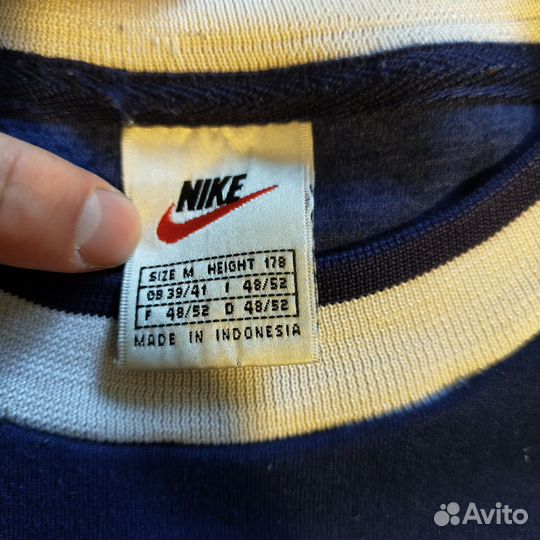 NIKE
SIZE M HEIGHT 178
GB 39/41 I 48/52
F 48/52 D 48/52
MADE IN INDONESIA
Avito